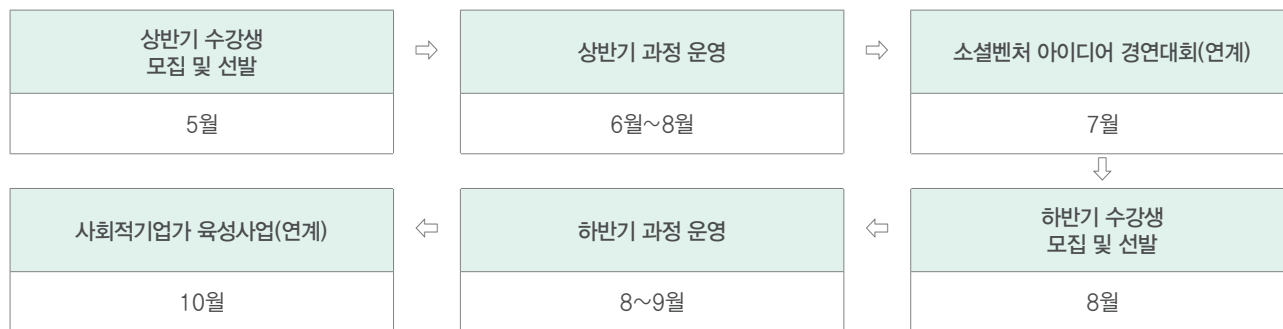 상반기 수강생
모집 및 선발
⇨
상반기 과정 운영
⇨
소셜벤처 아이디어 경연대회(연계)
5월
6월~8월
7월
⇩
사회적기업가 육성사업(연계)
⇦
하반기 과정 운영
⇦
하반기 수강생
모집 및 선발
10월
8~9월
8월